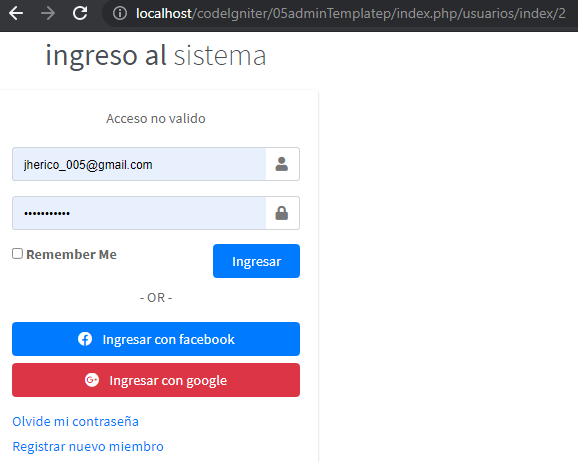 localhost/codeIgniter/05adminTemplatep/index.php/usuarios/index/2
ingreso al sistema
Acceso no valido
jherico_005@gmail.com
•••••••••••
Remember Me
Ingresar
- OR -
Ingresar con facebook
Ingresar con google
Olvide mi contraseña
Registrar nuevo miembro